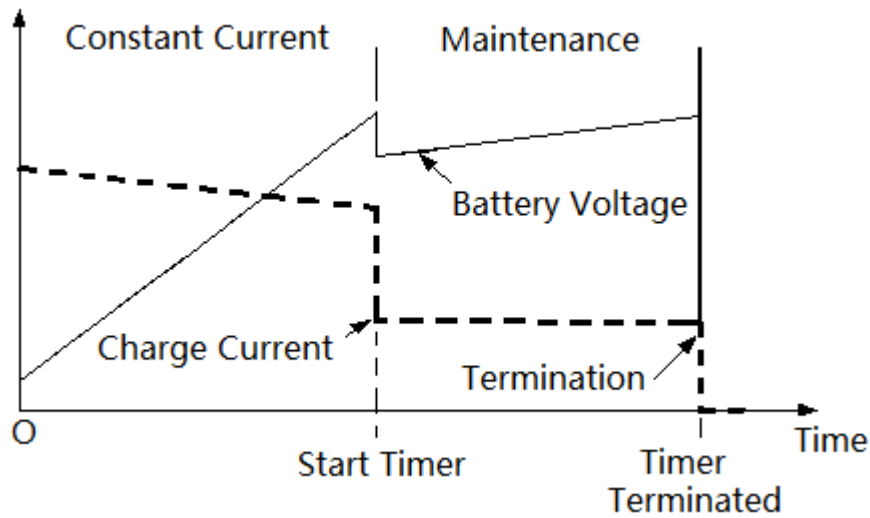 Constant Current
Maintenance
Battery Voltage
Charge Current
Termination
O
Time
Start Timer
Timer
Terminated